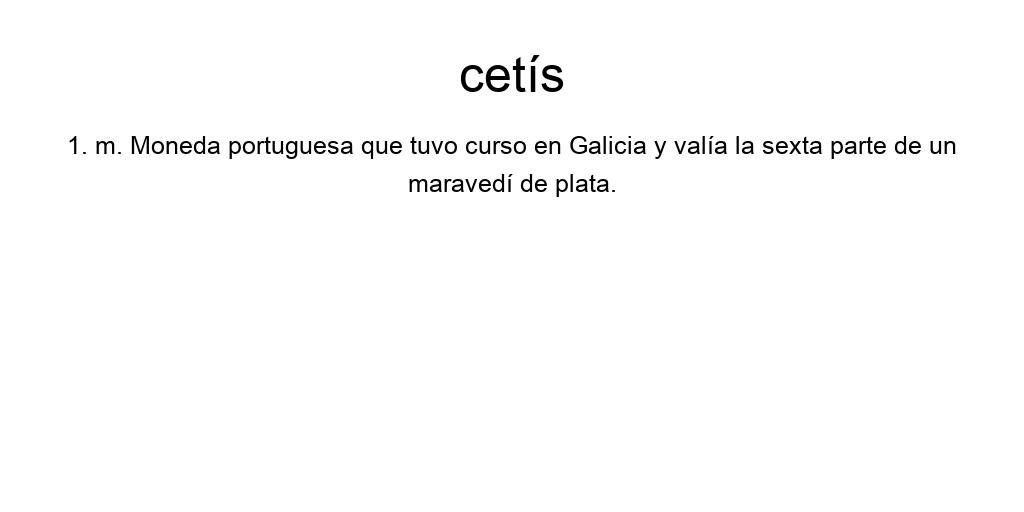 cetís
1. m. Moneda portuguesa que tuvo curso en Galicia y valía la sexta parte de un
maravedí de plata.